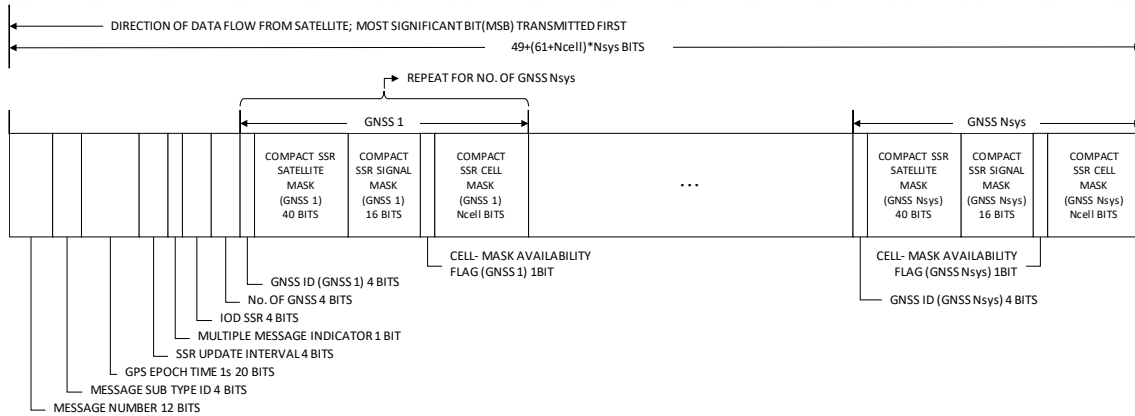 DIRECTION OF DATA FLOW FROM SATELLITE; MOST SIGNIFICANT BIT(MSB) TRANSMITTED FIRST
49+(61+Ncell)*Nsys BITS
REPEAT FOR NO. OF GNSS Nsys
GNSS 1
GNSS Nsys
COMPACT SSR
SATELLITE
MASK
(GNSS 1)
40 BITS
COMPACT
SSR SIGNAL
MASK
(GNSS 1)
16 BITS
COMPACT
SSR CELL
MASK
(GNSS 1)
Ncell BITS
...
COMPACT SSR
SATELLITE
MASK
(GNSS Nsys)
40 BITS
COMPACT
SSR SIGNAL
MASK
(GNSS Nsys)
16 BITS
COMPACT
SSR CELL
MASK
(GNSS Nsys)
Ncell BITS
CELL- MASK AVAILABILITY
FLAG (GNSS 1) 1BIT
CELL- MASK AVAILABILITY
FLAG (GNSS Nsys) 1BIT
GNSS ID (GNSS 1) 4 BITS
GNSS ID (GNSS Nsys) 4 BITS
No. OF GNSS 4 BITS
IOD SSR 4 BITS
MULTIPLE MESSAGE INDICATOR 1 BIT
SSR UPDATE INTERVAL 4 BITS
GPS EPOCH TIME 1s 20 BITS
MESSAGE SUB TYPE ID 4 BITS
MESSAGE NUMBER 12 BITS